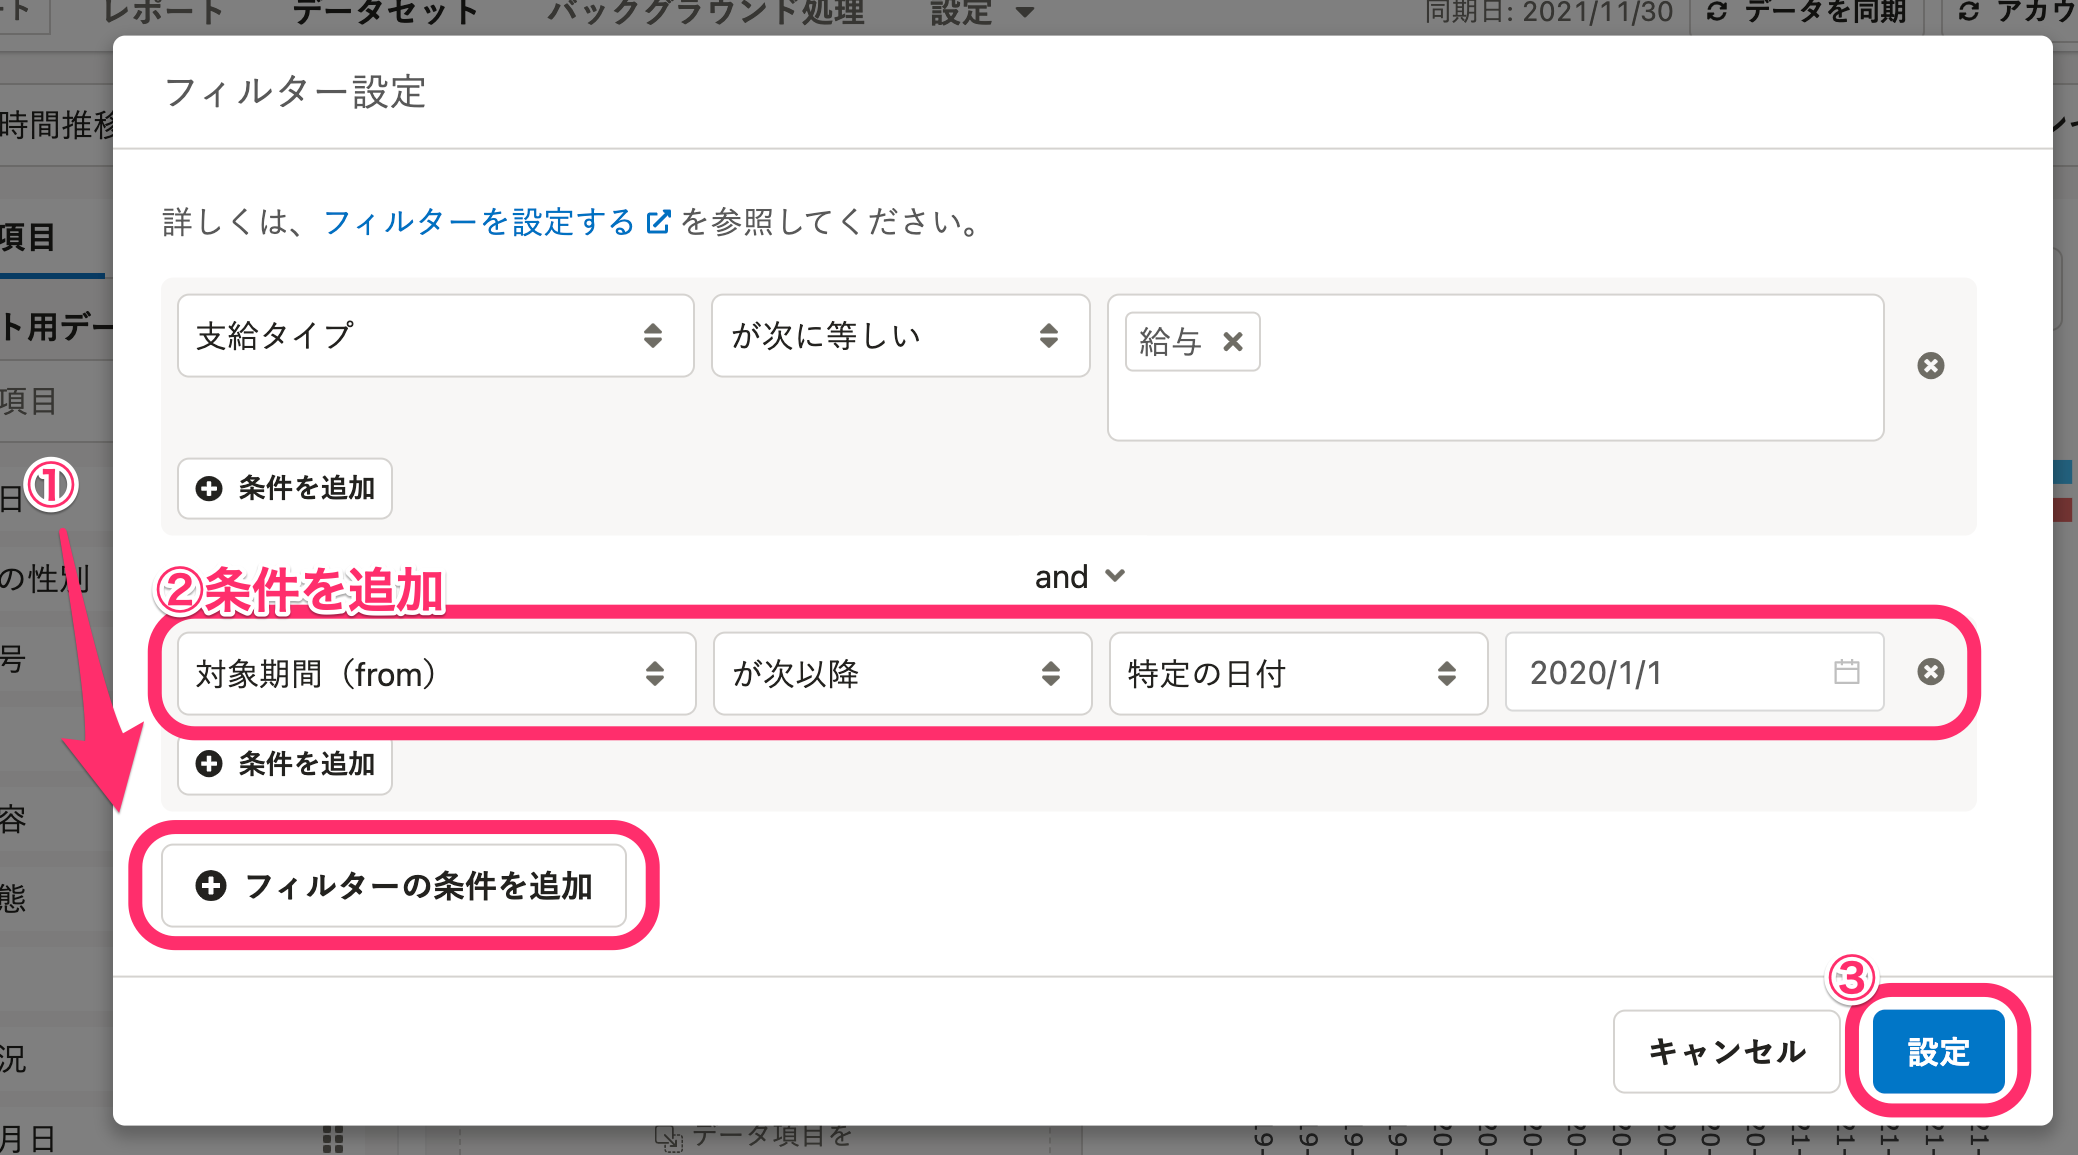 レポート データセット バックグラウンド処理 設定 同期日: 2021/11/30 データを同期 アカウ
フィルター設定
時間推移
詳しくは、フィルターを設定する を参照してください。
項目
ト用デー
支給タイプ が次に等しい 給与
項目
① 条件を追加
日
and
の性別
②条件を追加
号
対象期間（from） が次以降 特定の日付 2020/1/1
条件を追加
容
フィルターの条件を追加
態
③
キャンセル 設定
況
月日
データ項目を